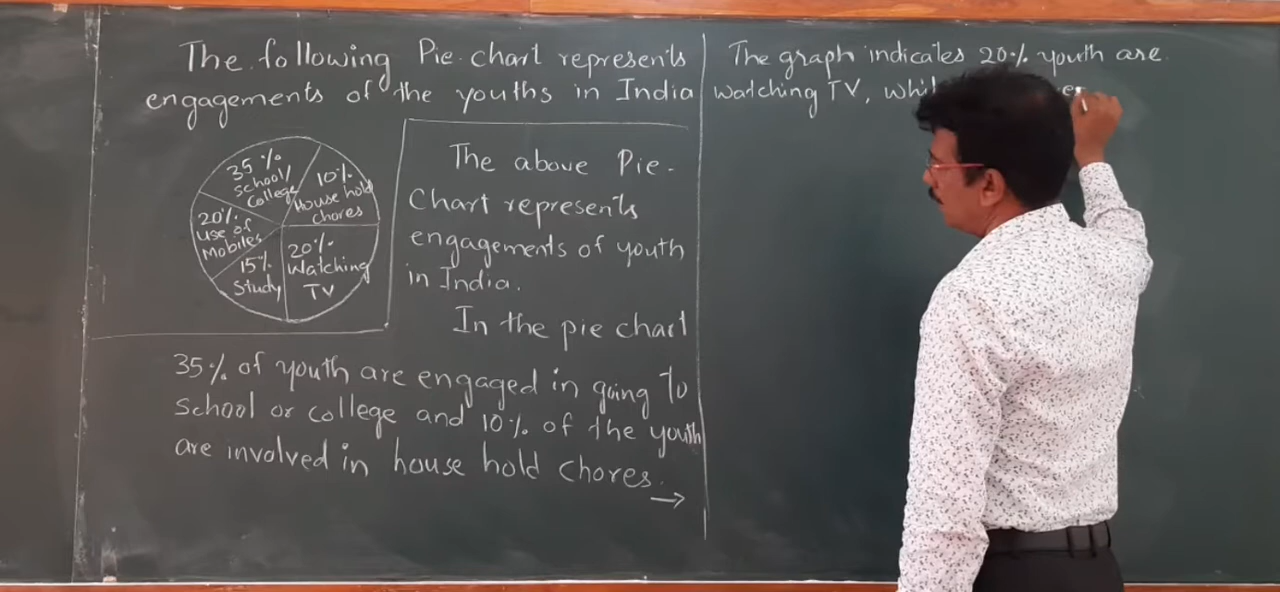 The following Pie chart represents
engagements of the youths in India
35%
School/
College
10%
House hold
chores
20%
use of
Mobiles
15%
Study
20%
Watching
TV
The above Pie-
Chart represents
engagements of youth
in India.
In the pie chart
35% of youth are engaged in going to
School or college and 10% of the youth
are involved in house hold chores.
→
The graph indicates 20% youth are
watching TV,